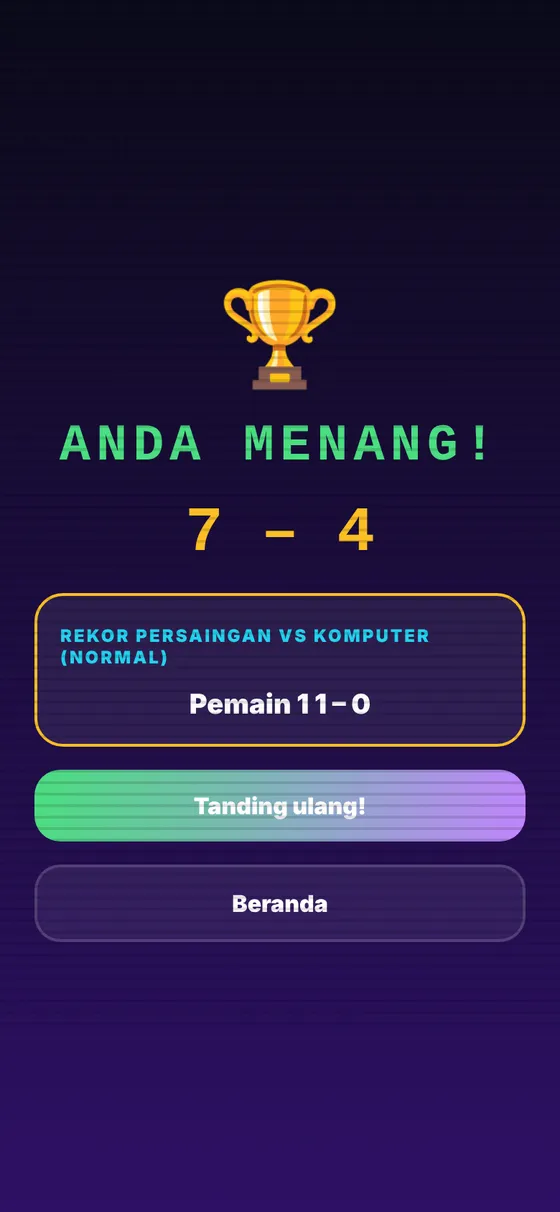 ANDA MENANG!
7 – 4
REKOR PERSAINGAN VS KOMPUTER
(NORMAL)
Pemain 11–0
Tanding ulang!
Beranda